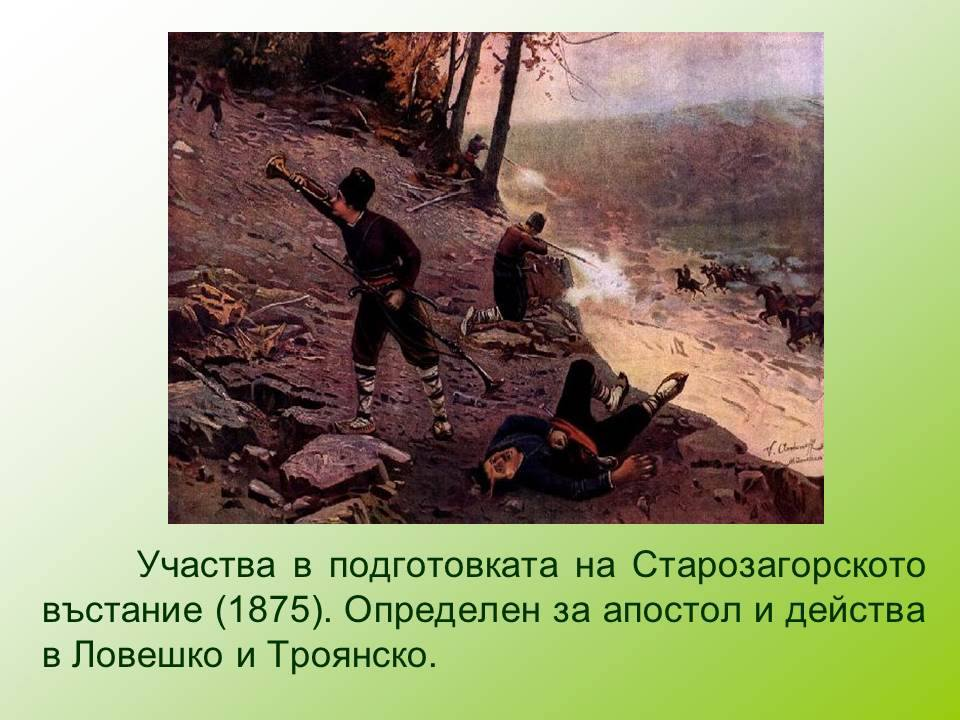 Участва в подготовката на Старозагорското
въстание (1875). Определен за апостол и действа
в Ловешко и Троянско.